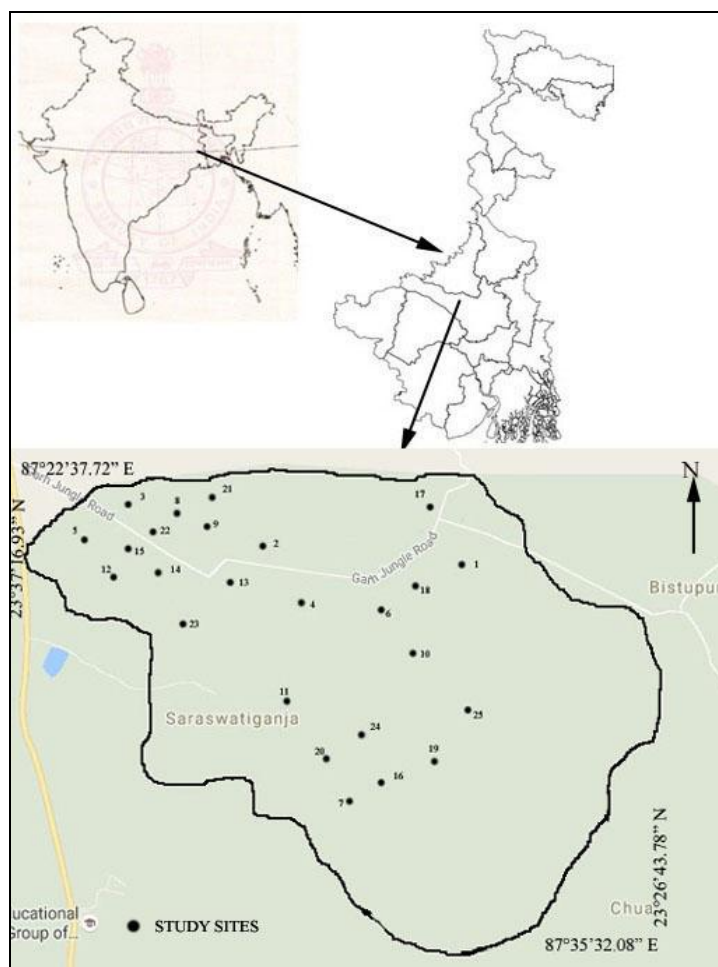 87°22'37.72” E
N
Garh Jungle Road
3
8
21
17
5
22
9
23°37'16.93” N
15
2
1
12
14
13
Garh Jungle Road
18
Bistupur
4
6
23
10
11
25
Saraswatiganja
24
20
19
16
7
23°26'43.78” N
Chua
ucational
Group of...
STUDY SITES
87°35'32.08” E